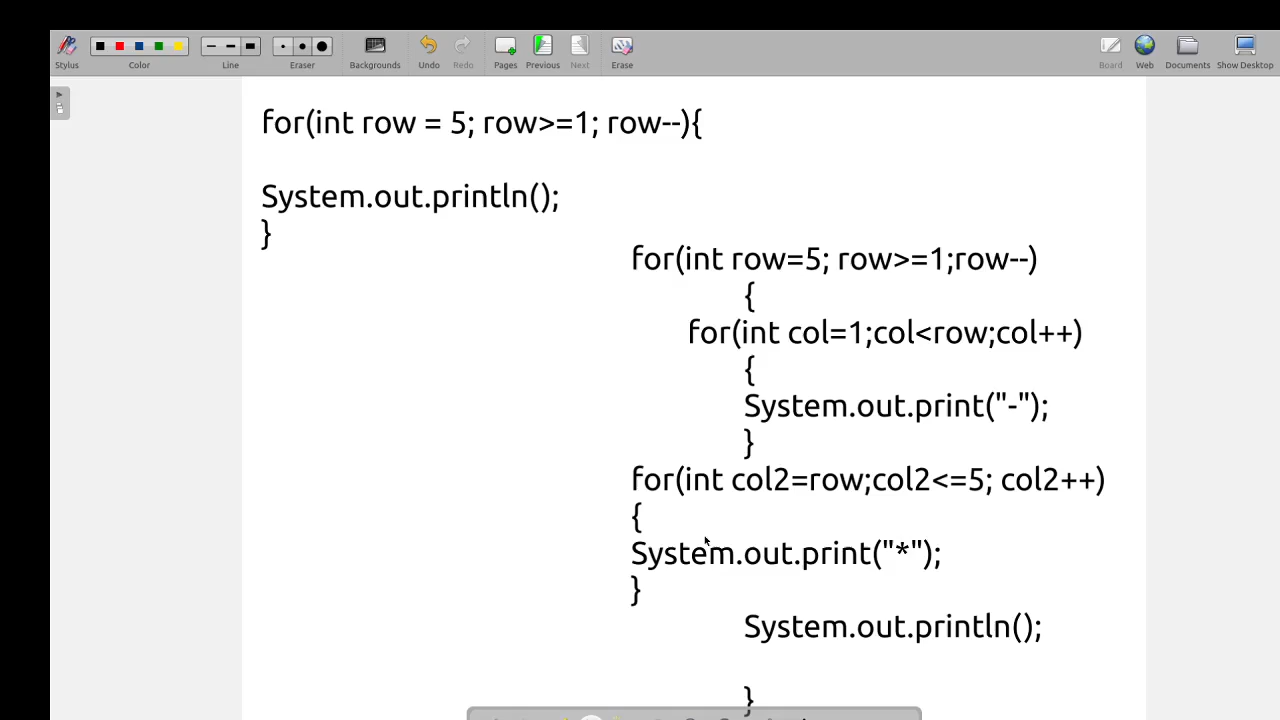 Stylus
Color
Line
Eraser
Backgrounds
Undo
Redo
Pages
Previous
Next
Erase
Board
Web
Documents
Show Desktop
for(int row = 5; row>=1; row--){
System.out.println();
}
for(int row=5; row>=1;row--)
{
for(int col=1;col<row;col++)
{
System.out.print("-");
}
for(int col2=row;col2<=5; col2++)
{
System.out.print("*");
}
System.out.println();
}